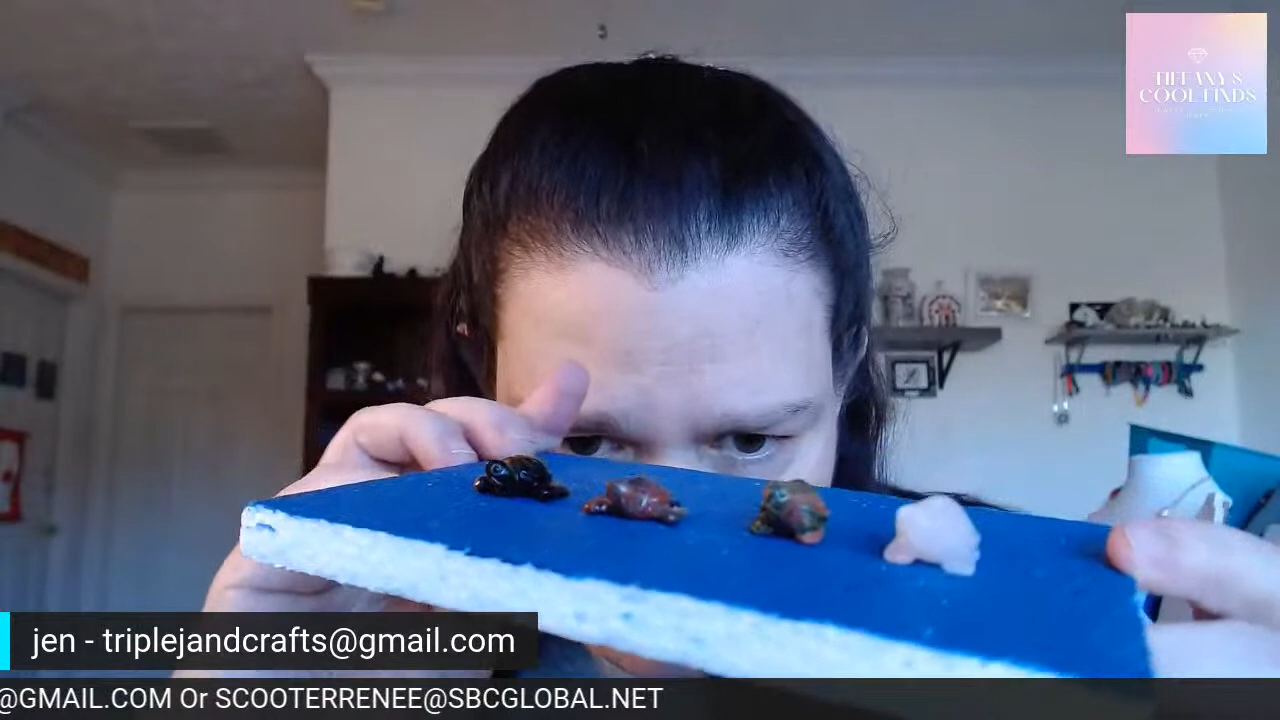 TIFFANY'S
COOL FINDS
jen - triplejandcrafts@gmail.com
@GMAIL.COM Or SCOOTERRENEE@SBCGLOBAL.NET